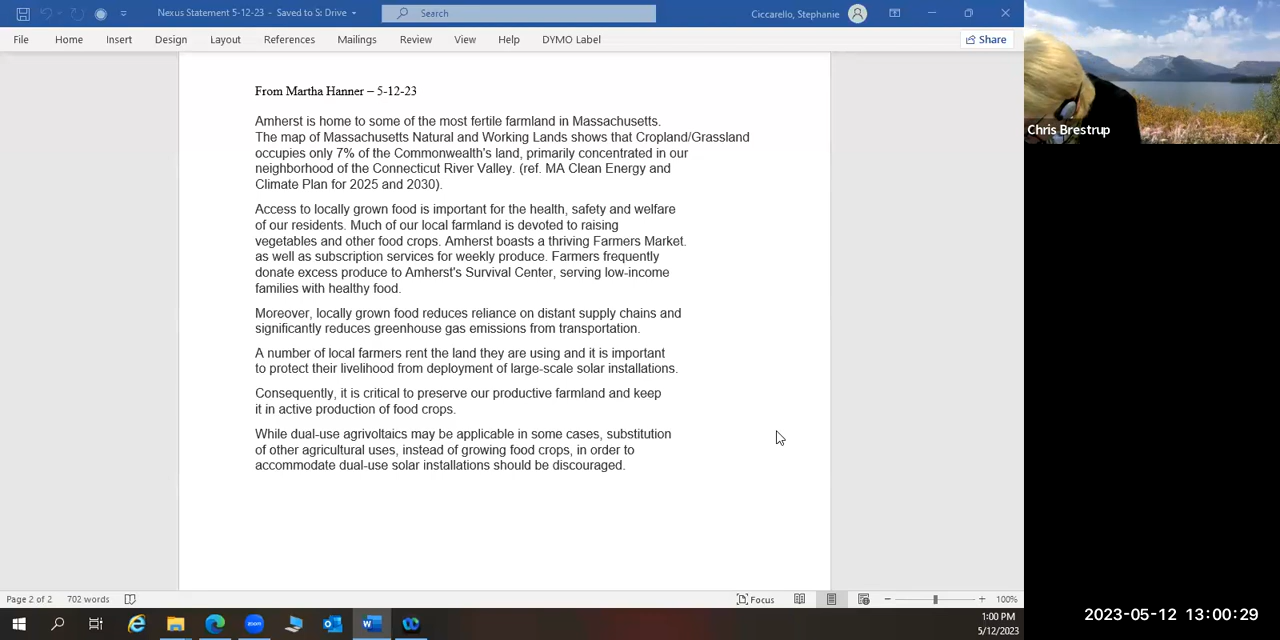 Nexus Statement 5-12-23 - Saved to S: Drive
Search
Ciccarello, Stephanie
File Home Insert Design Layout References Mailings Review View Help DYMO Label
Share
From Martha Hanner – 5-12-23
Amherst is home to some of the most fertile farmland in Massachusetts.
The map of Massachusetts Natural and Working Lands shows that Cropland/Grassland
occupies only 7% of the Commonwealth's land, primarily concentrated in our
neighborhood of the Connecticut River Valley. (ref. MA Clean Energy and
Climate Plan for 2025 and 2030).
Access to locally grown food is important for the health, safety and welfare
of our residents. Much of our local farmland is devoted to raising
vegetables and other food crops. Amherst boasts a thriving Farmers Market.
as well as subscription services for weekly produce. Farmers frequently
donate excess produce to Amherst's Survival Center, serving low-income
families with healthy food.
Moreover, locally grown food reduces reliance on distant supply chains and
significantly reduces greenhouse gas emissions from transportation.
A number of local farmers rent the land they are using and it is important
to protect their livelihood from deployment of large-scale solar installations.
Consequently, it is critical to preserve our productive farmland and keep
it in active production of food crops.
While dual-use agrivoltaics may be applicable in some cases, substitution
of other agricultural uses, instead of growing food crops, in order to
accommodate dual-use solar installations should be discouraged.
Page 2 of 2 702 words
Focus
100%
zoom
1:00 PM
5/12/2023
Chris Brestrup
2023-05-12 13:00:29